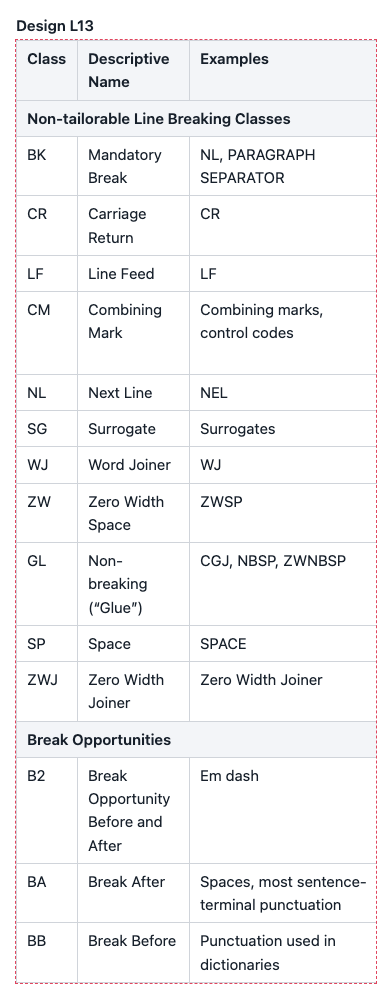 Design L13
Class Descriptive Examples
Name
Non-tailorable Line Breaking Classes
BK Mandatory NL, PARAGRAPH
Break SEPARATOR
CR Carriage CR
Return
LF Line Feed LF
CM Combining Combining marks,
Mark control codes
NL Next Line NEL
SG Surrogate Surrogates
WJ Word Joiner WJ
ZW Zero Width ZWSP
Space
GL Non- CGJ, NBSP, ZWNBSP
breaking
(“Glue”)
SP Space SPACE
ZWJ Zero Width Zero Width Joiner
Joiner
Break Opportunities
B2 Break Em dash
Opportunity
Before and
After
BA Break After Spaces, most sentence-
terminal punctuation
BB Break Before Punctuation used in
dictionaries